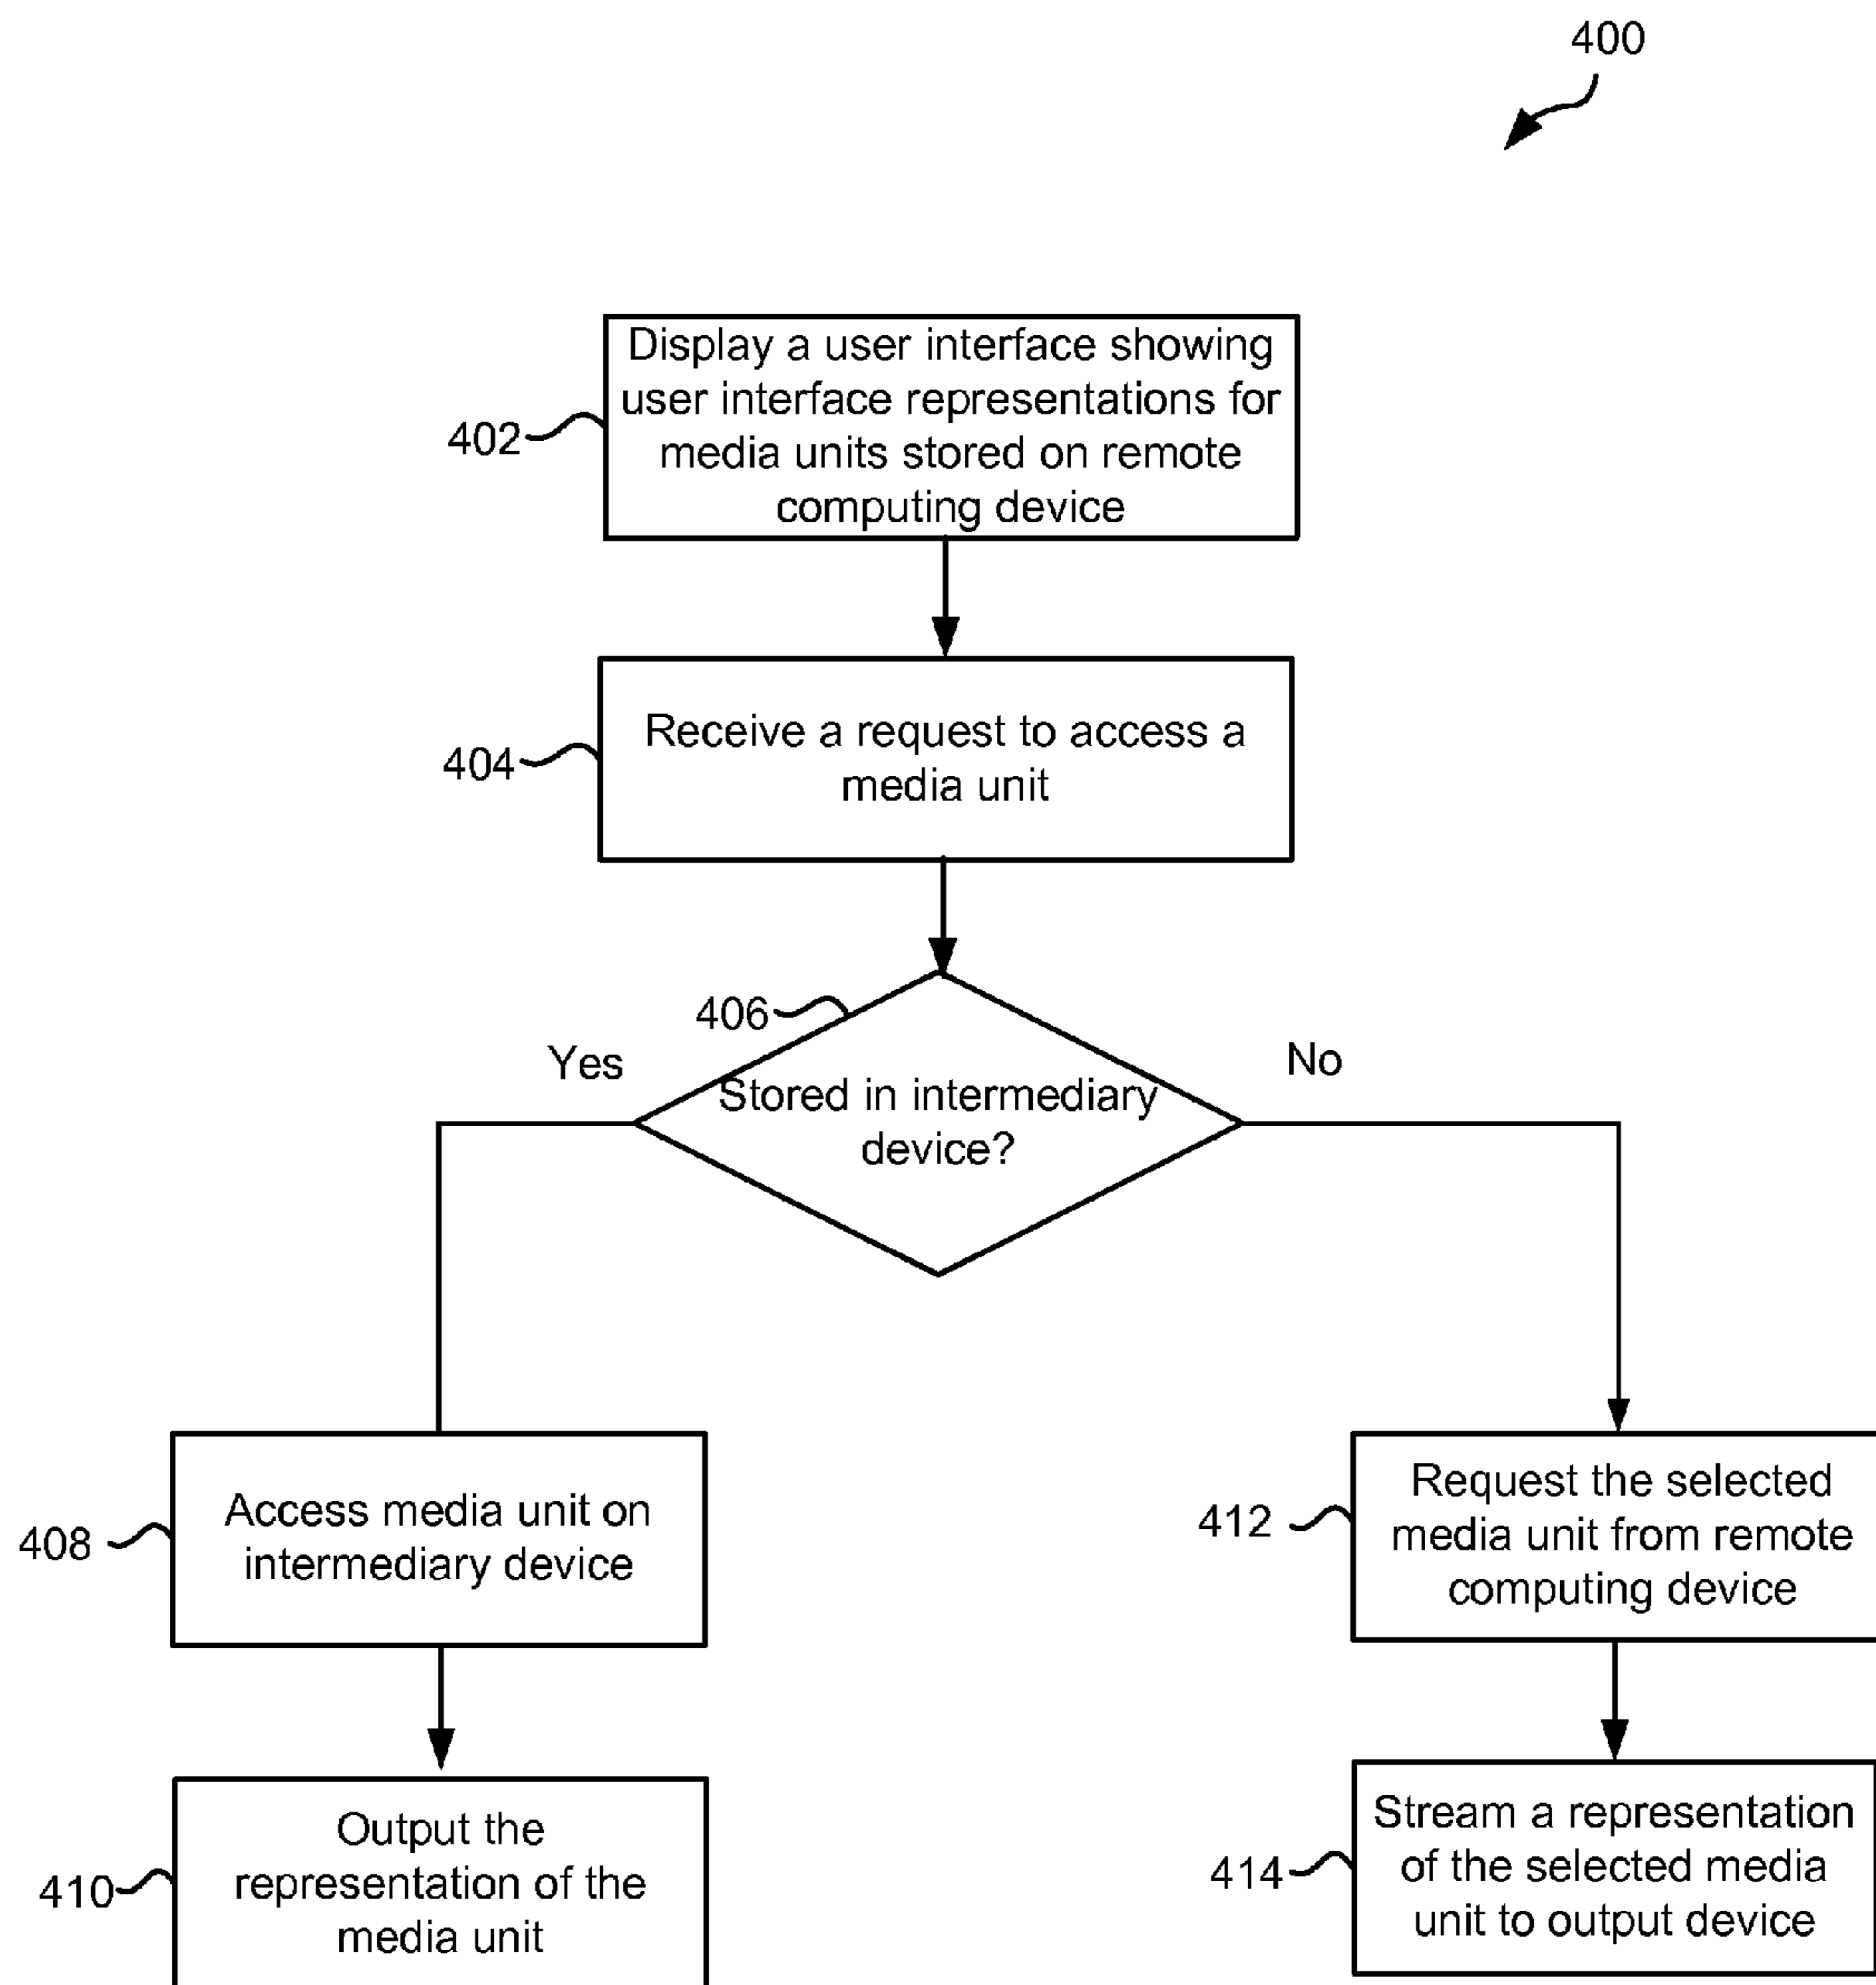 400
Display a user interface showing
user interface representations for
media units stored on remote
computing device
402
Receive a request to access a
media unit
404
406
Yes
No
Stored in intermediary
device?
Access media unit on
intermediary device
408
Request the selected
media unit from remote
computing device
412
Output the
representation of the
media unit
410
Stream a representation
of the selected media
unit to output device
414